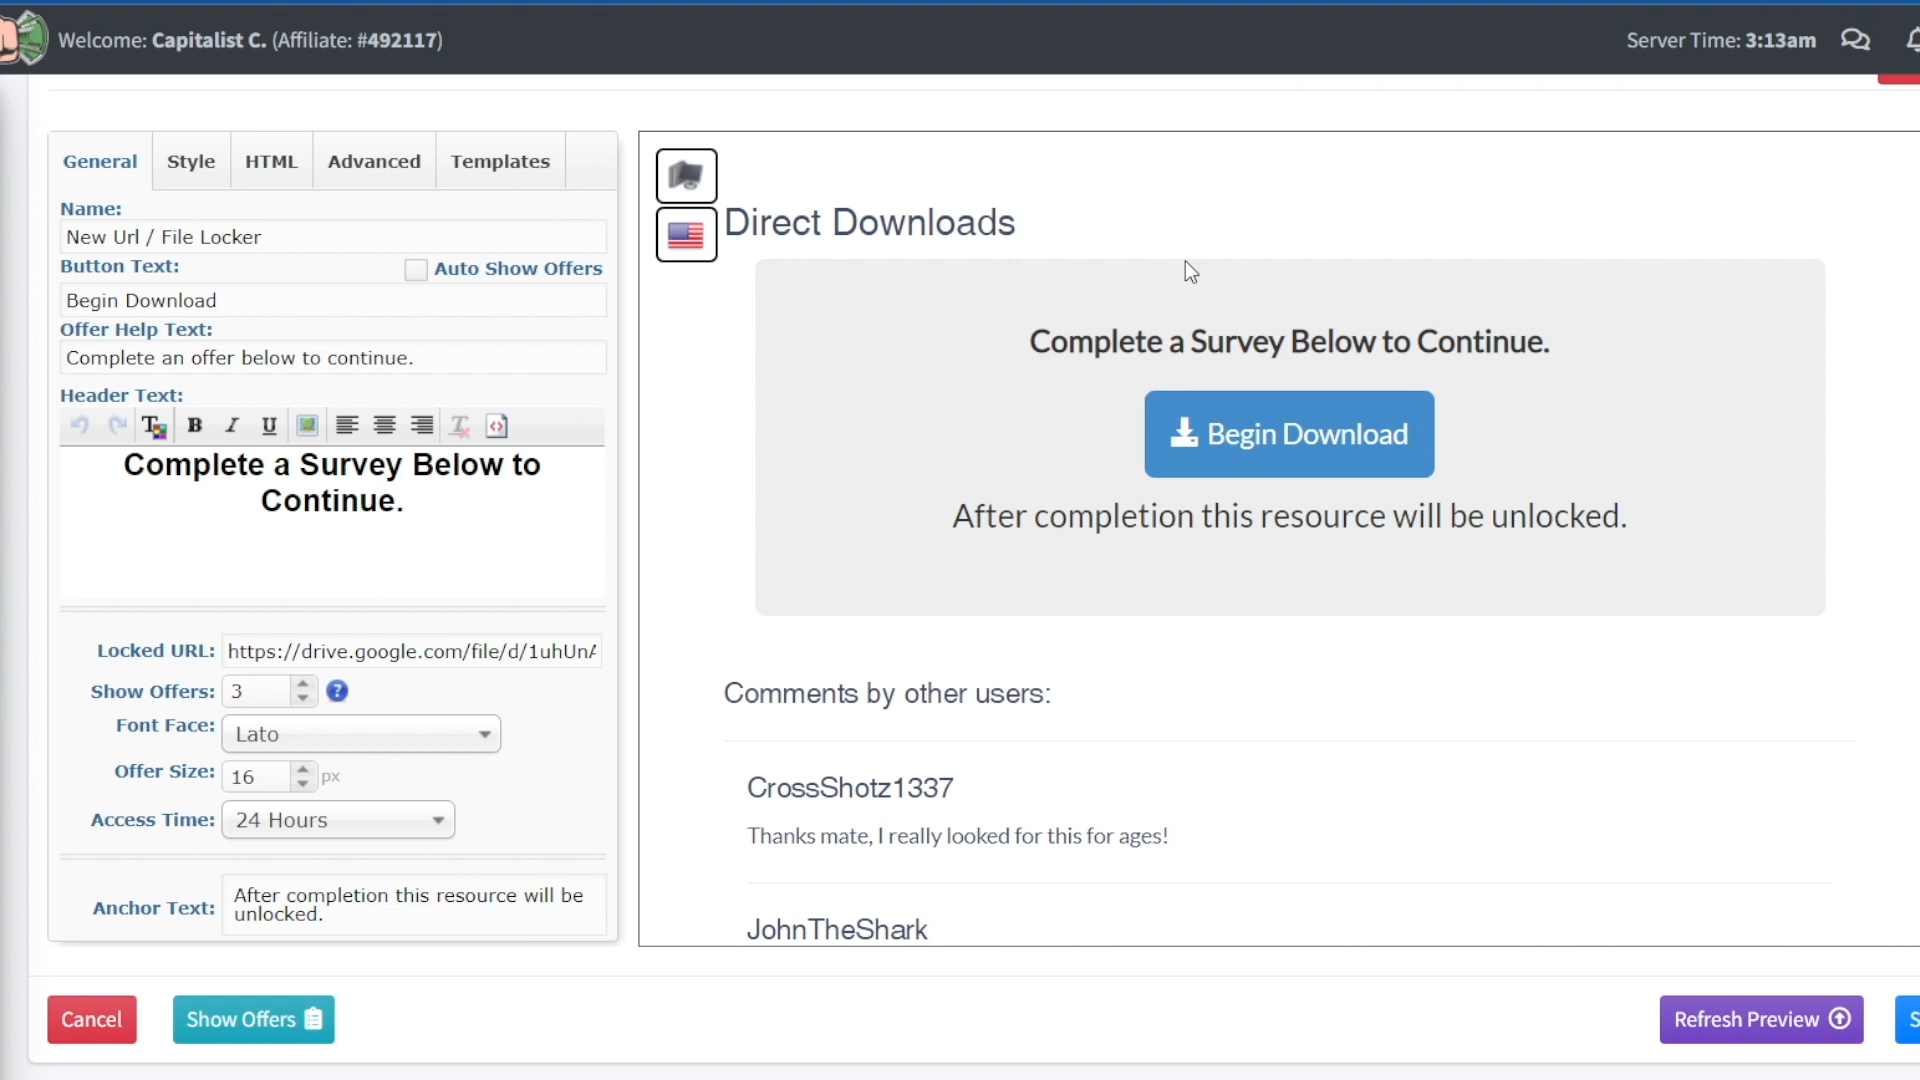 Welcome: Capitalist C. (Affiliate: #492117)
Server Time: 3:13am
General
Style
HTML
Advanced
Templates
Name:
New Url / File Locker
Button Text:
Auto Show Offers
Begin Download
Offer Help Text:
Complete an offer below to continue.
Header Text:
B I U
Complete a Survey Below to
Continue.
Locked URL: https://drive.google.com/file/d/1uhUnA
Show Offers: 3
Font Face: Lato
Offer Size: 16 px
Access Time: 24 Hours
Anchor Text: After completion this resource will be
unlocked.
Direct Downloads
Complete a Survey Below to Continue.
Begin Download
After completion this resource will be unlocked.
Comments by other users:
CrossShotz1337
Thanks mate, I really looked for this for ages!
JohnTheShark
Cancel
Show Offers
Refresh Preview